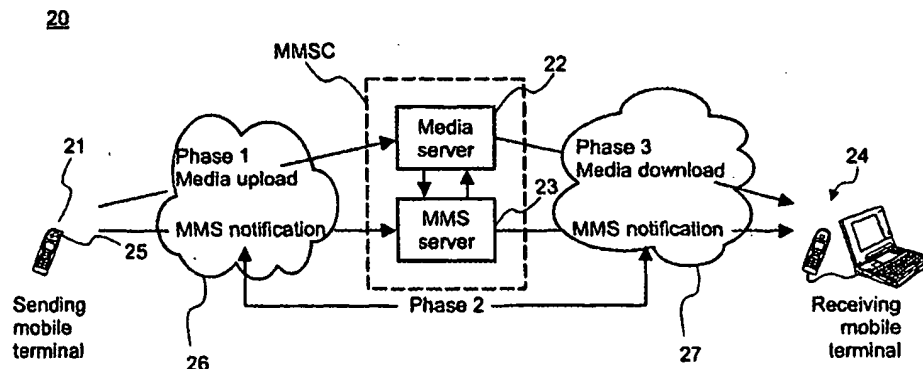 20
MMSC
22
21
Media
server
Phase 1
Media upload
Phase 3
Media download
24
23
25
MMS notification
MMS
server
MMS notification
Phase 2
Sending
mobile
terminal
26
27
Receiving
mobile
terminal